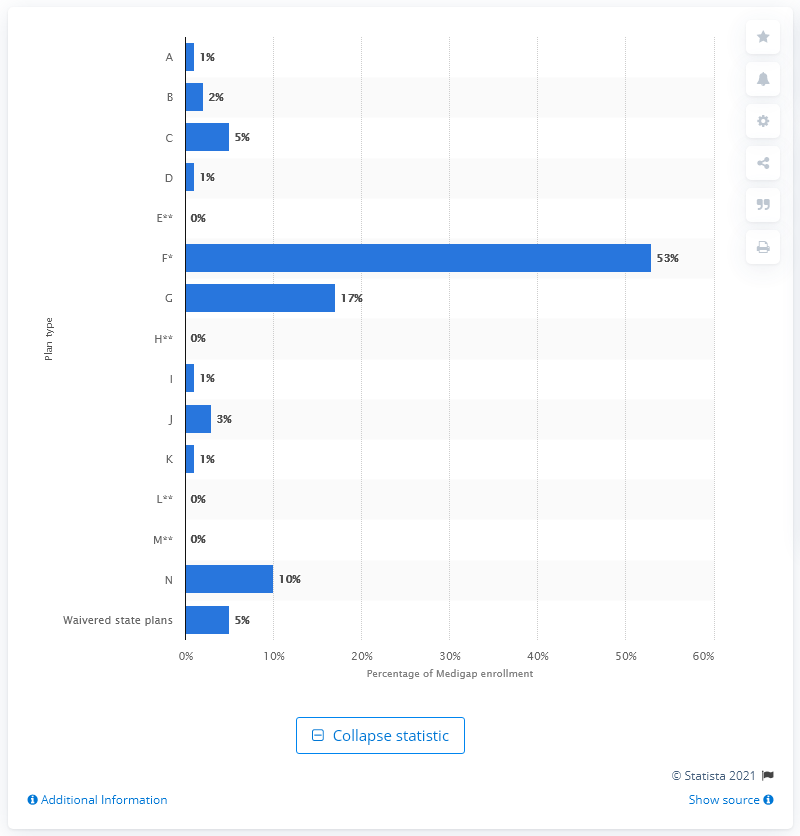 A 1%
B 2%
C 5%
D 1%
E** 0%
F* 53%
G 17%
H** 0%
I 1%
J 3%
K 1%
L** 0%
M** 0%
N 10%
Waivered state plans 5%
Plan type
0% 10% 20% 30% 40% 50% 60%
Percentage of Medigap enrollment
Collapse statistic
© Statista 2021
Additional Information Show source